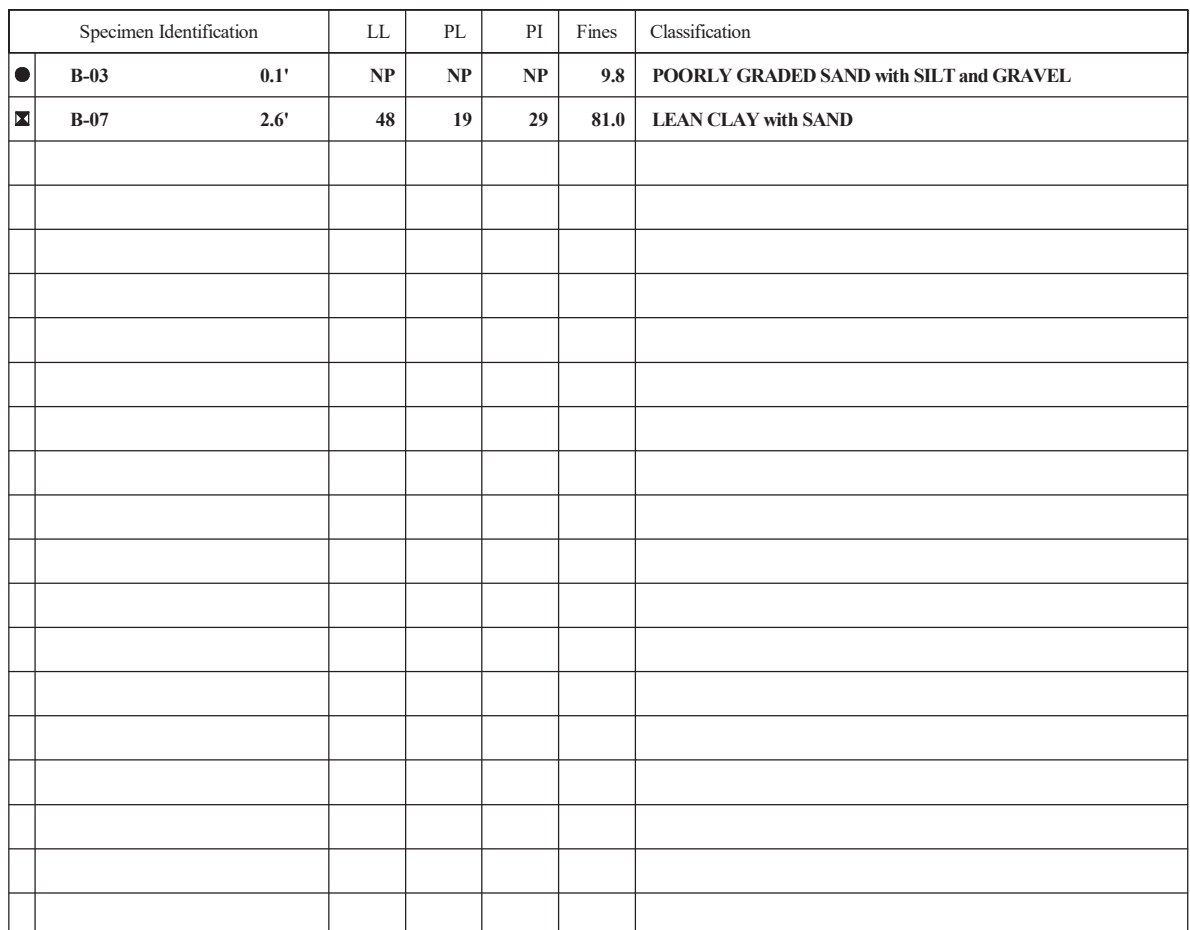 Specimen Identification LL PL PI Fines Classification
B-03 0.1' NP NP NP 9.8 POORLY GRADED SAND with SILT and GRAVEL
B-07 2.6' 48 19 29 81.0 LEAN CLAY with SAND